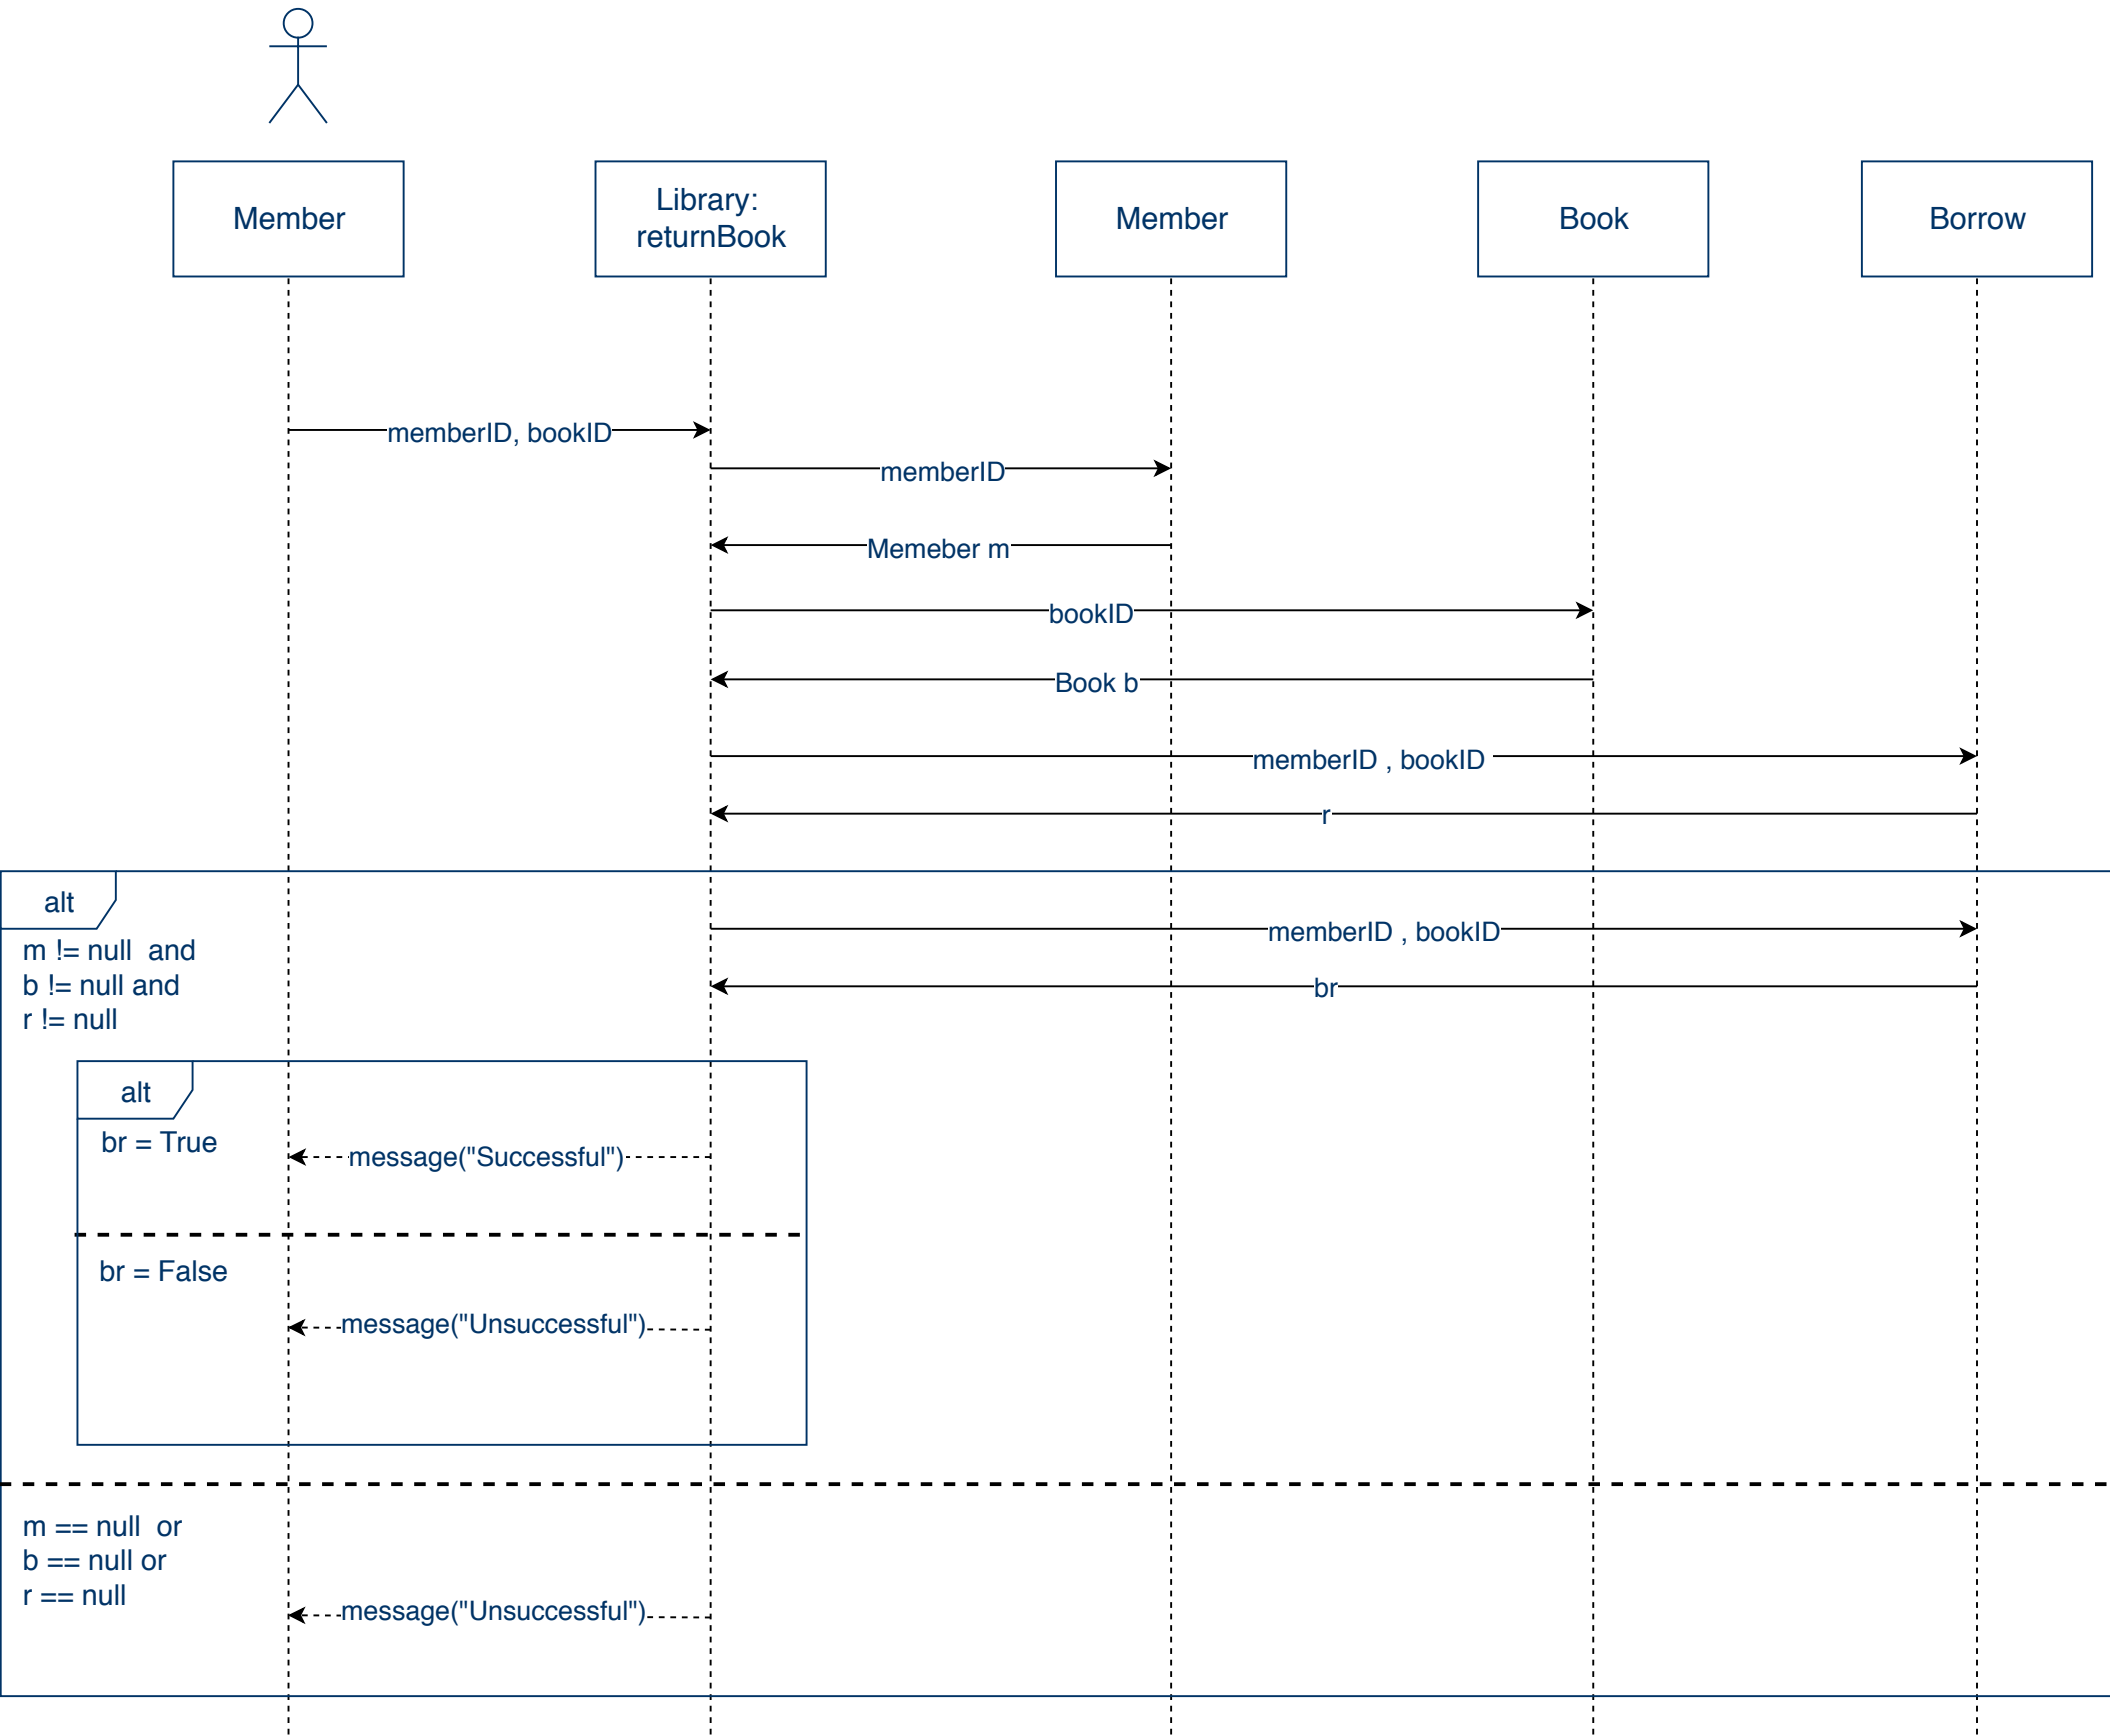 Member
Library:
returnBook
Member
Book
Borrow
memberID, bookID
memberID
Memeber m
bookID
Book b
memberID , bookID
r
alt
m != null  and
b != null and
r != null
memberID , bookID
br
alt
br = True
message("Successful")
br = False
message("Unsuccessful")
m == null  or
b == null or
r == null
message("Unsuccessful")